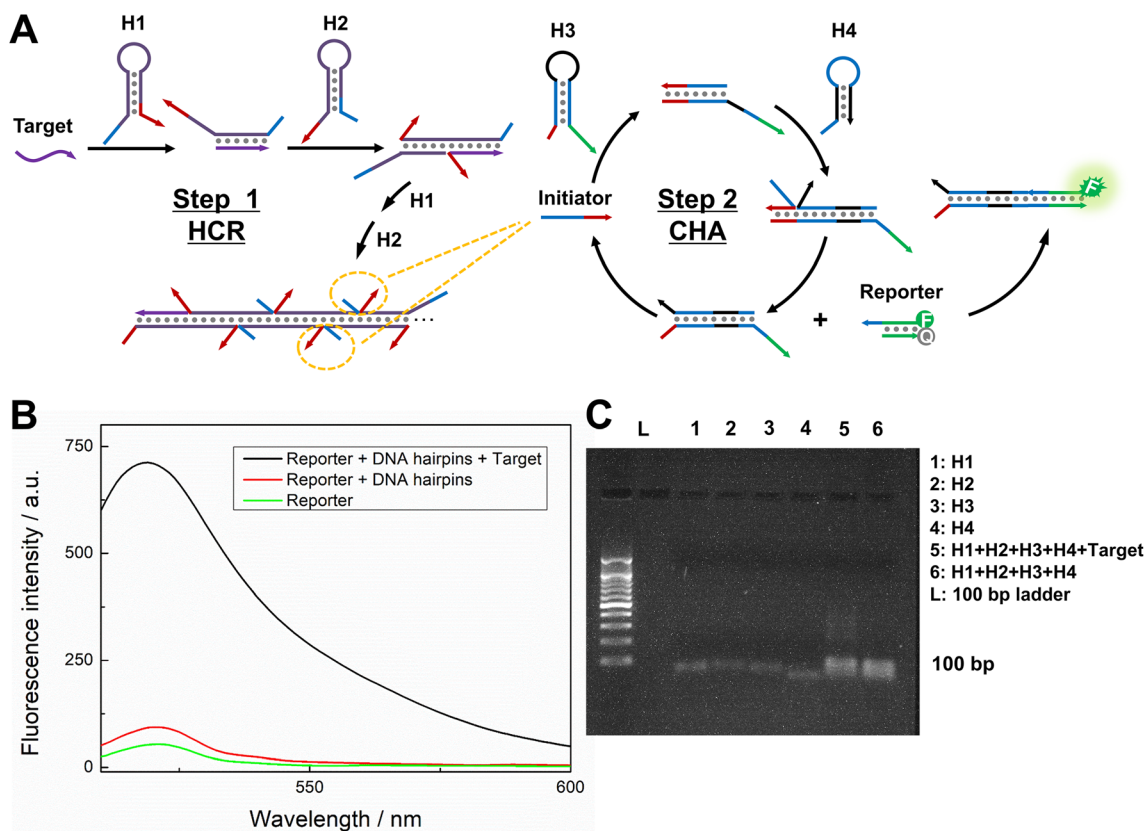 A
H1
H2
H3
H4
Target
Step 1
HCR
H1
H2
Initiator
Step 2
CHA
F
Reporter
+
F
Q
...
B
750
500
250
0
550
600
Fluorescence intensity / a.u.
Wavelength / nm
Reporter + DNA hairpins + Target
Reporter + DNA hairpins
Reporter
C
L 1 2 3 4 5 6
1: H1
2: H2
3: H3
4: H4
5: H1+H2+H3+H4+Target
6: H1+H2+H3+H4
L: 100 bp ladder
100 bp